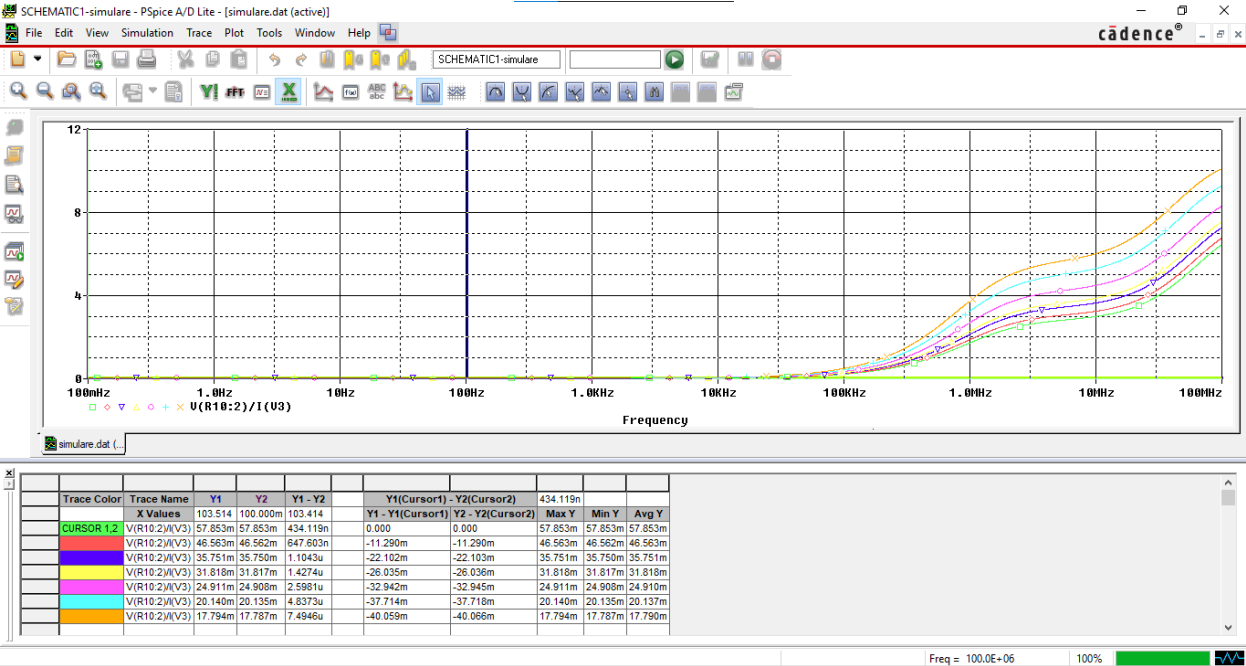 SCHEMATIC1-simulare - PSpice A/D Lite - [simulare.dat (active)]
File Edit View Simulation Trace Plot Tools Window Help
cādence®
SCHEMATIC1-simulare
FFT
ABC
abc
12
8
4
0
100mHz 1.0Hz 10Hz 100Hz 1.0KHz 10KHz 100KHz 1.0MHz 10MHz 100MHz
V(R10:2)/I(V3)
Frequency
simulare.dat (...
Trace Color Trace Name Y1 Y2 Y1 - Y2 Y1(Cursor1) - Y2(Cursor2) 434.119n
X Values 103.514 100.000m 103.414 Y1 - Y1(Cursor1) Y2 - Y2(Cursor2) Max Y Min Y Avg Y
CURSOR 1,2 V(R10:2)/I(V3) 57.853m 57.853m 434.119n 0.000 0.000 57.853m 57.853m 57.853m
V(R10:2)/I(V3) 46.563m 46.562m 647.603n -11.290m -11.290m 46.563m 46.562m 46.563m
V(R10:2)/I(V3) 35.751m 35.750m 1.1043u -22.102m -22.103m 35.751m 35.750m 35.751m
V(R10:2)/I(V3) 31.818m 31.817m 1.4274u -26.035m -26.036m 31.818m 31.817m 31.818m
V(R10:2)/I(V3) 24.911m 24.908m 2.5981u -32.942m -32.945m 24.911m 24.908m 24.910m
V(R10:2)/I(V3) 20.140m 20.135m 4.8373u -37.714m -37.718m 20.140m 20.135m 20.137m
V(R10:2)/I(V3) 17.794m 17.787m 7.4946u -40.059m -40.066m 17.794m 17.787m 17.790m
Freq = 100.0E+06 100%